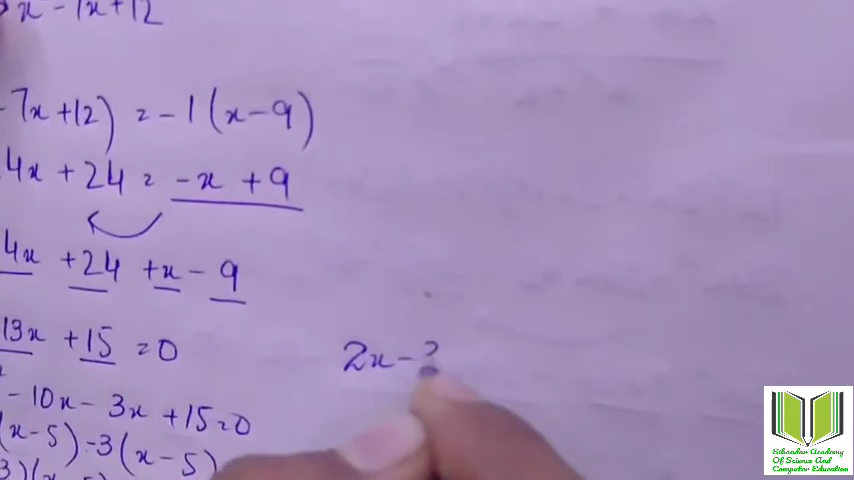 x - 7x + 12
- 7x + 12) = - 1 (x - 9)
4x + 24 = - x + 9
4x + 24 + x - 9
13x + 15 = 0
- 10x - 3x + 15 = 0
(x - 5) - 3 (x - 5)
3) (x
2x -
Sikandar Academy
Of Science And
Computer Education